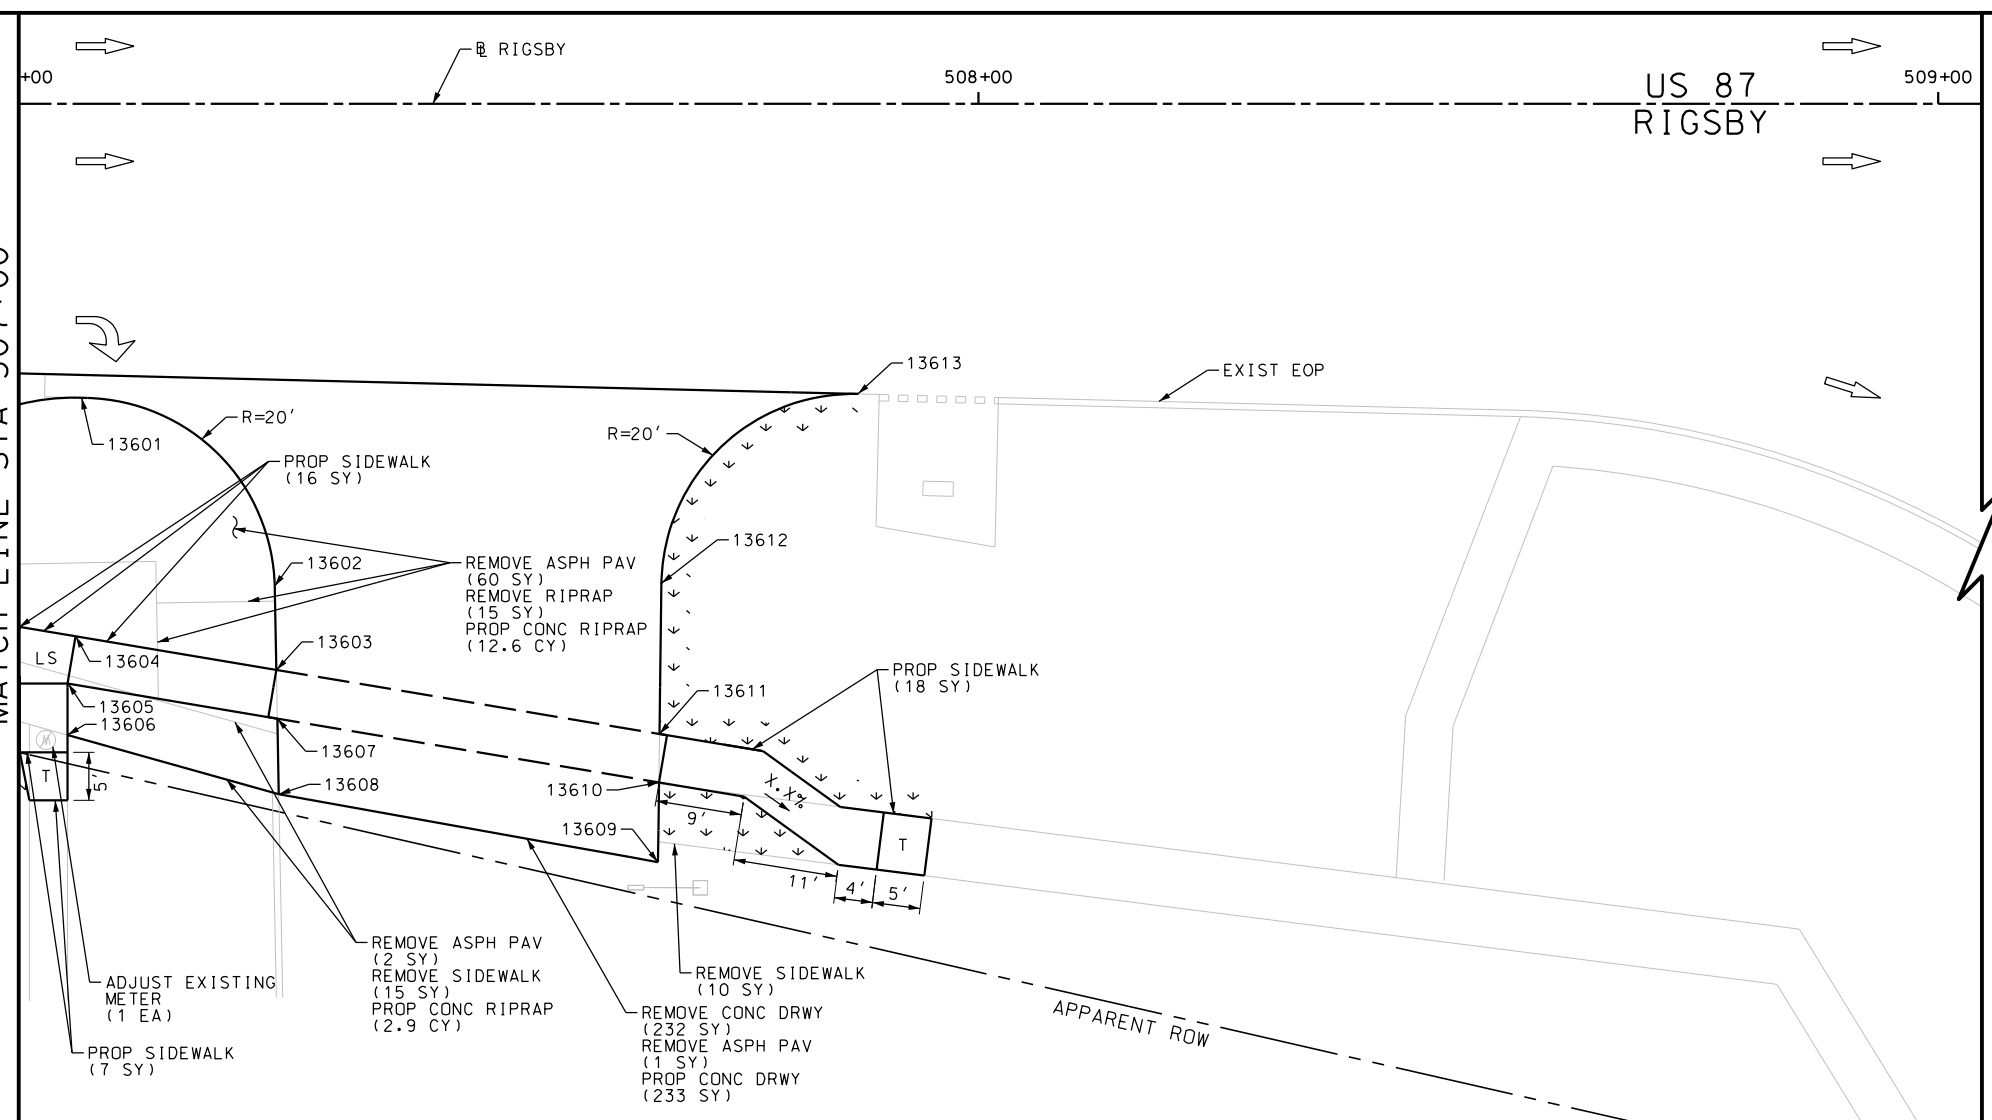 ℄ RIGSBY
+00
508+00
509+00
US 87
RIGSBY
MATCH LINE STA 507+00
13613
EXIST EOP
R=20'
R=20'
13601
PROP SIDEWALK
(16 SY)
13612
13602
REMOVE ASPH PAV
(60 SY)
REMOVE RIPRAP
(15 SY)
PROP CONC RIPRAP
(12.6 CY)
13603
LS
13604
PROP SIDEWALK
(18 SY)
13611
13605
13606
13607
M
T
5'
13608
13610
X.X%
9'
13609
T
11'
4'
5'
REMOVE ASPH PAV
(2 SY)
REMOVE SIDEWALK
(15 SY)
PROP CONC RIPRAP
(2.9 CY)
ADJUST EXISTING
METER
(1 EA)
REMOVE SIDEWALK
(10 SY)
REMOVE CONC DRWY
(232 SY)
REMOVE ASPH PAV
(1 SY)
PROP CONC DRWY
(233 SY)
APPARENT ROW
PROP SIDEWALK
(7 SY)